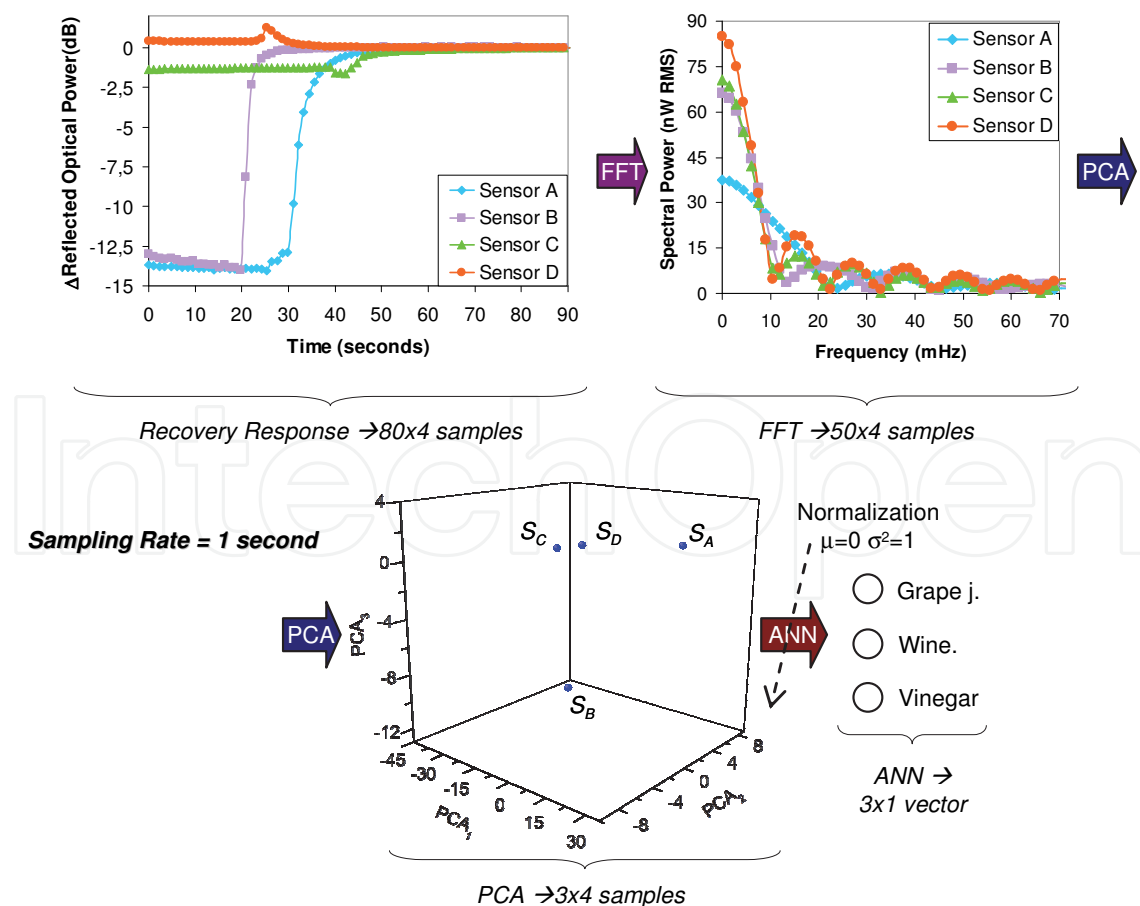 ΔReflected Optical Power(dB)
0
-2,5
-5
-7,5
-10
-12,5
-15
0 10 20 30 40 50 60 70 80 90
Time (seconds)
Sensor A
Sensor B
Sensor C
Sensor D
FFT
Spectral Power (nW RMS)
90
75
60
45
30
15
0
0 10 20 30 40 50 60 70
Frequency (mHz)
Sensor A
Sensor B
Sensor C
Sensor D
PCA
Recovery Response →80x4 samples
FFT →50x4 samples
IntechOpen
Sampling Rate = 1 second
PCA
PCA3
4
0
-4
-8
-12
SC
SD
SA
SB
-45 -30 -15 0 15 30
PCA1
-8 -4 0 4 8
PCA2
PCA →3x4 samples
ANN
Normalization
μ=0 σ²=1
Grape j.
Wine.
Vinegar
ANN →
3x1 vector